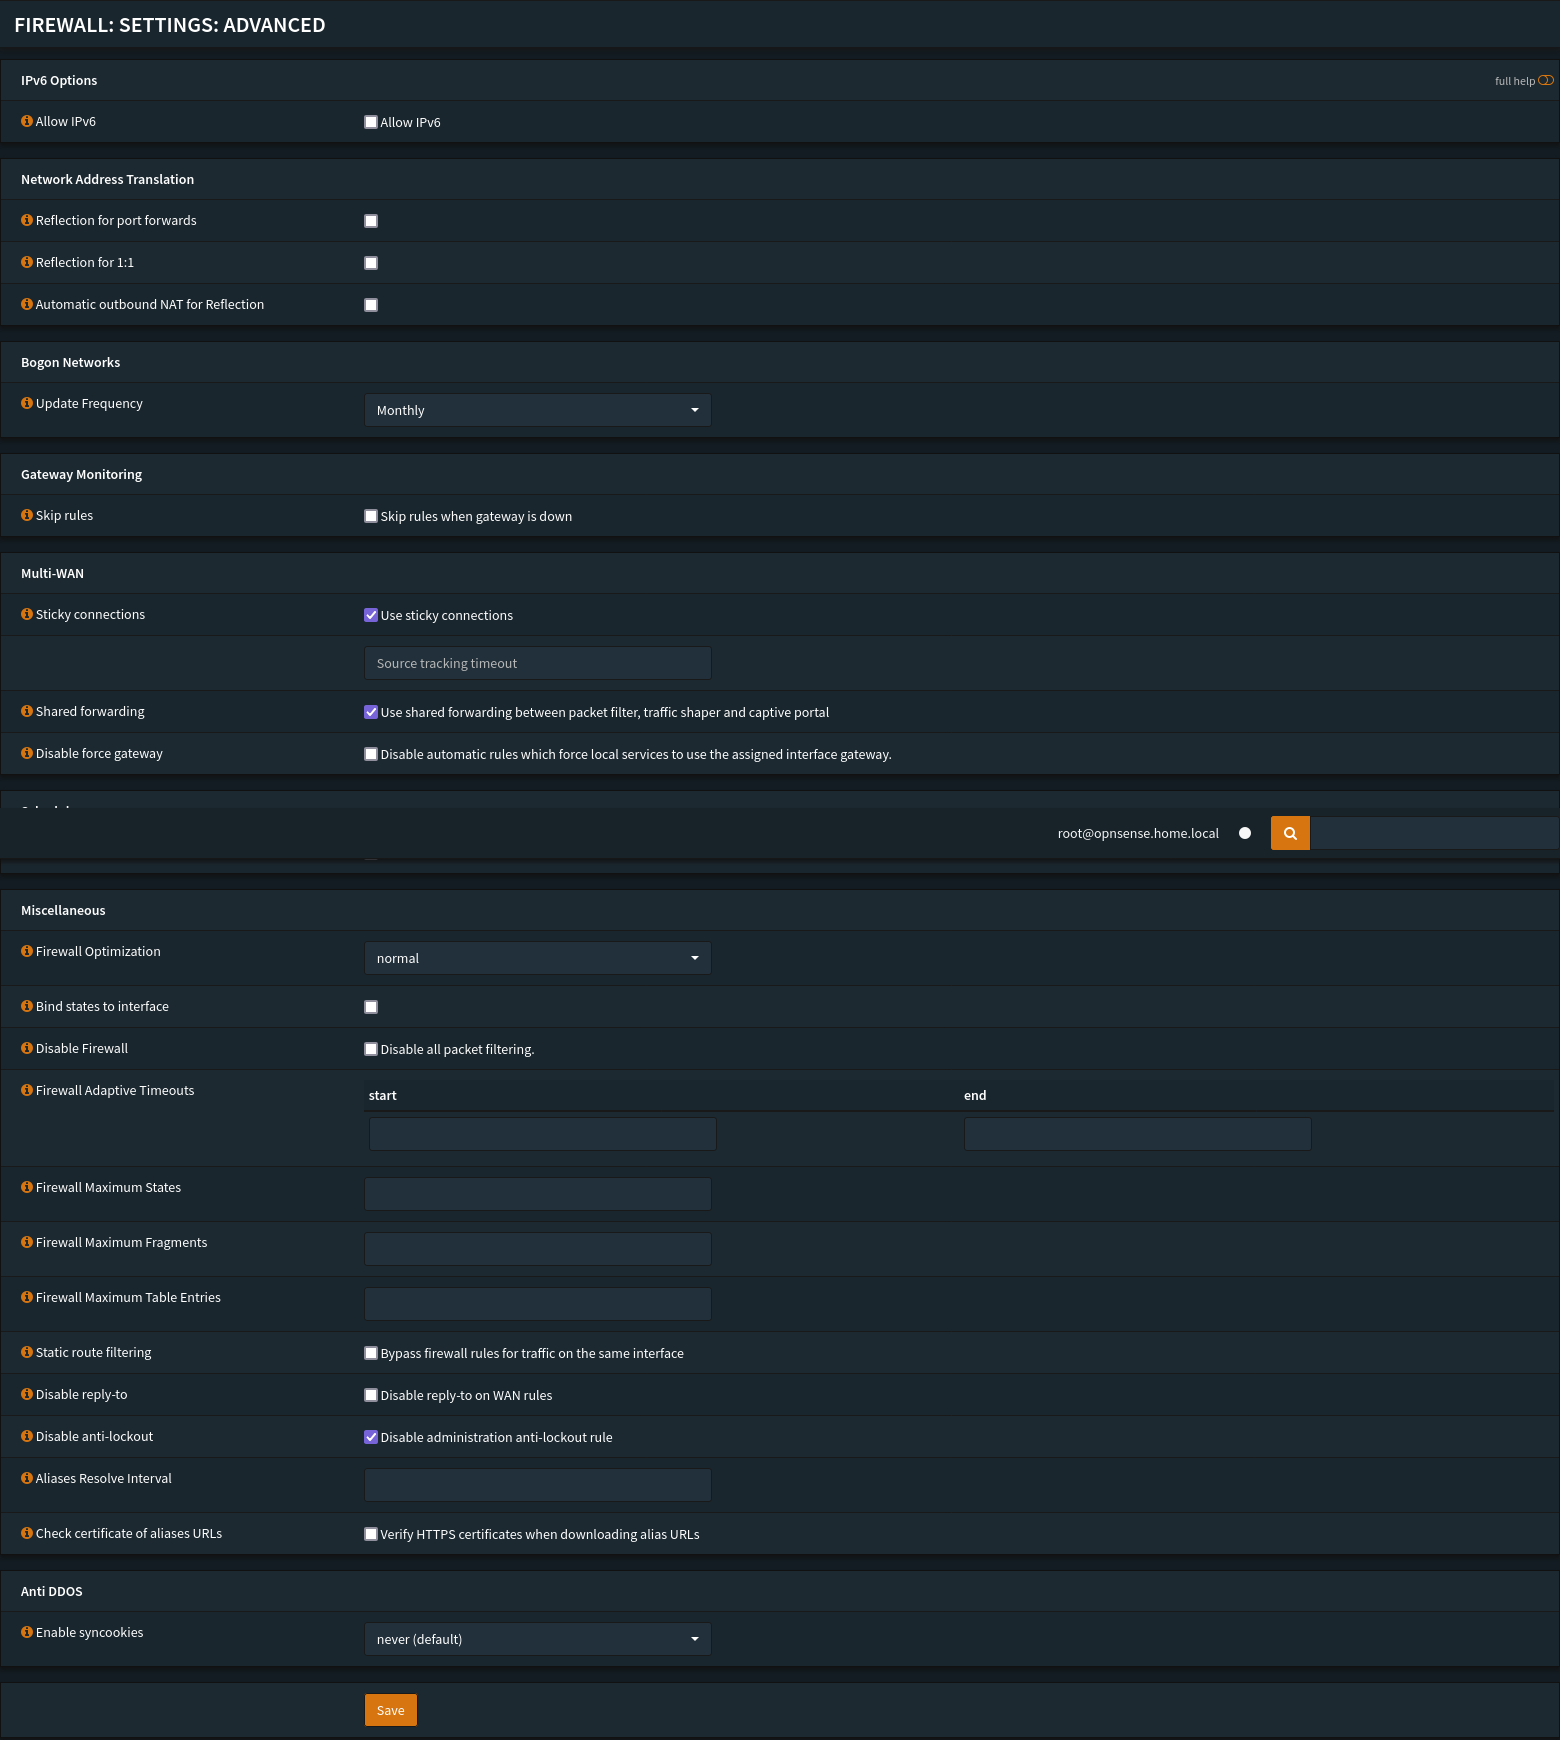 FIREWALL: SETTINGS: ADVANCED
IPv6 Options
full help
Allow IPv6
Allow IPv6
Network Address Translation
Reflection for port forwards
Reflection for 1:1
Automatic outbound NAT for Reflection
Bogon Networks
Update Frequency
Monthly
Gateway Monitoring
Skip rules
Skip rules when gateway is down
Multi-WAN
Sticky connections
Use sticky connections
Source tracking timeout
Shared forwarding
Use shared forwarding between packet filter, traffic shaper and captive portal
Disable force gateway
Disable automatic rules which force local services to use the assigned interface gateway.
root@opnsense.home.local
Miscellaneous
Firewall Optimization
normal
Bind states to interface
Disable Firewall
Disable all packet filtering.
Firewall Adaptive Timeouts
start
end
Firewall Maximum States
Firewall Maximum Fragments
Firewall Maximum Table Entries
Static route filtering
Bypass firewall rules for traffic on the same interface
Disable reply-to
Disable reply-to on WAN rules
Disable anti-lockout
Disable administration anti-lockout rule
Aliases Resolve Interval
Check certificate of aliases URLs
Verify HTTPS certificates when downloading alias URLs
Anti DDOS
Enable syncookies
never (default)
Save